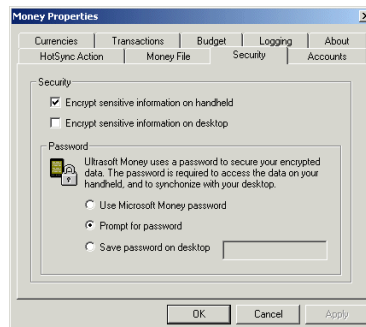 Money Properties
Currencies Transactions Budget Logging About
HotSync Action Money File Security Accounts
Security
Encrypt sensitive information on handheld
Encrypt sensitive information on desktop
Password
Ultrasoft Money uses a password to secure your encrypted
data. The password is required to access the data on your
handheld, and to synchonize with your desktop.
Use Microsoft Money password
Prompt for password
Save password on desktop
OK Cancel Apply